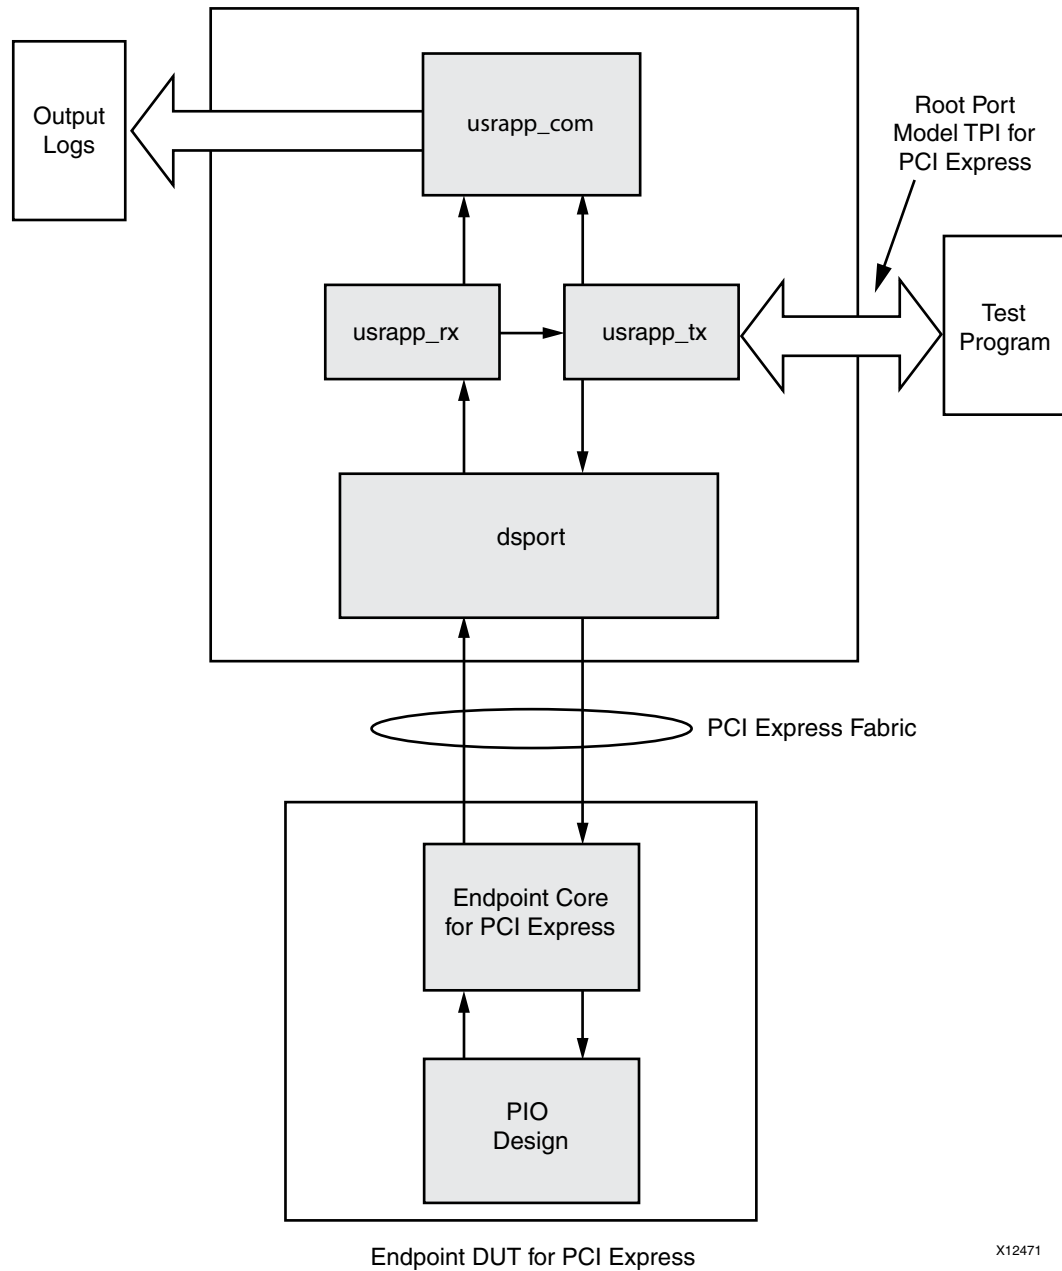 Output
Logs
usrapp_com
Root Port
Model TPI for
PCI Express
usrapp_rx
usrapp_tx
Test
Program
dsport
PCI Express Fabric
Endpoint Core
for PCI Express
PIO
Design
Endpoint DUT for PCI Express
X12471